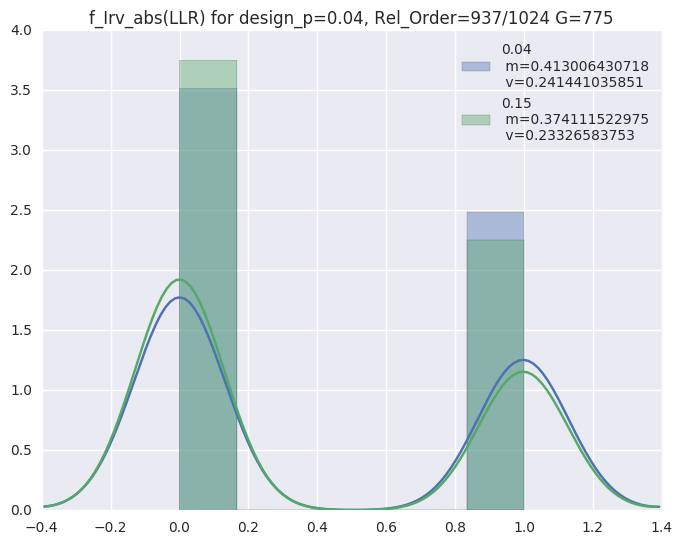 f_Irv_abs(LLR) for design_p=0.04, Rel_Order=937/1024 G=775
4.0
3.5
3.0
2.5
2.0
1.5
1.0
0.5
0.0
0.04
m=0.413006430718
v=0.241441035851
0.15
m=0.374111522975
v=0.23326583753
−0.4 −0.2 0.0 0.2 0.4 0.6 0.8 1.0 1.2 1.4